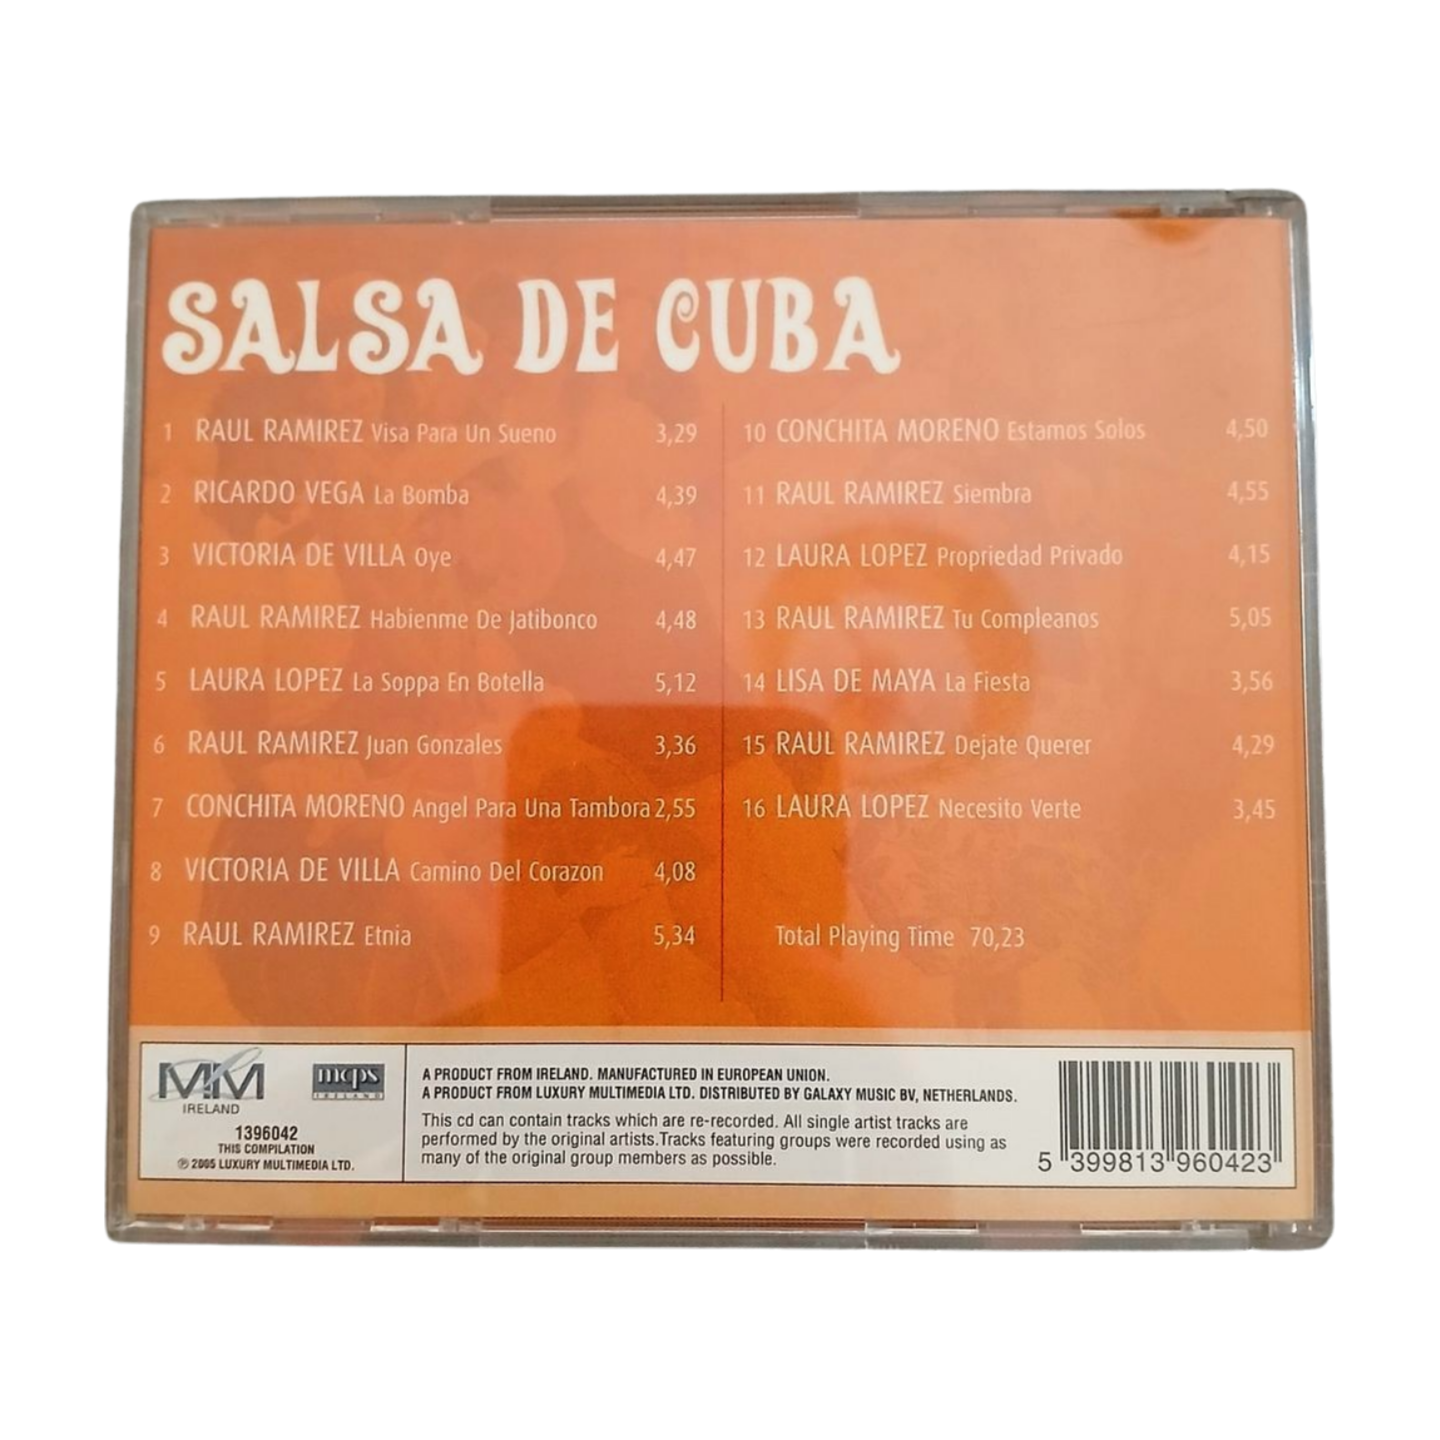 SALSA DE CUBA
1 RAUL RAMIREZ Visa Para Un Sueno 3,29
2 RICARDO VEGA La Bomba 4,39
3 VICTORIA DE VILLA Oye 4,47
4 RAUL RAMIREZ Habienme De Jatibonco 4,48
5 LAURA LOPEZ La Soppa En Botella 5,12
6 RAUL RAMIREZ Juan Gonzales 3,36
7 CONCHITA MORENO Angel Para Una Tambora 2,55
8 VICTORIA DE VILLA Camino Del Corazon 4,08
9 RAUL RAMIREZ Etnia 5,34
10 CONCHITA MORENO Estamos Solos 4,50
11 RAUL RAMIREZ Siembra 4,55
12 LAURA LOPEZ Propriedad Privado 4,15
13 RAUL RAMIREZ Tu Compleanos 5,05
14 LISA DE MAYA La Fiesta 3,56
15 RAUL RAMIREZ Dejate Querer 4,29
16 LAURA LOPEZ Necesito Verte 3,45
Total Playing Time 70,23
MLM
IRELAND
mcps
IRELAND
1396042
THIS COMPILATION
℗ 2005 LUXURY MULTIMEDIA LTD.
A PRODUCT FROM IRELAND. MANUFACTURED IN EUROPEAN UNION.
A PRODUCT FROM LUXURY MULTIMEDIA LTD. DISTRIBUTED BY GALAXY MUSIC BV, NETHERLANDS.
This cd can contain tracks which are re-recorded. All single artist tracks are
performed by the original artists.Tracks featuring groups were recorded using as
many of the original group members as possible.
5 399813 960423